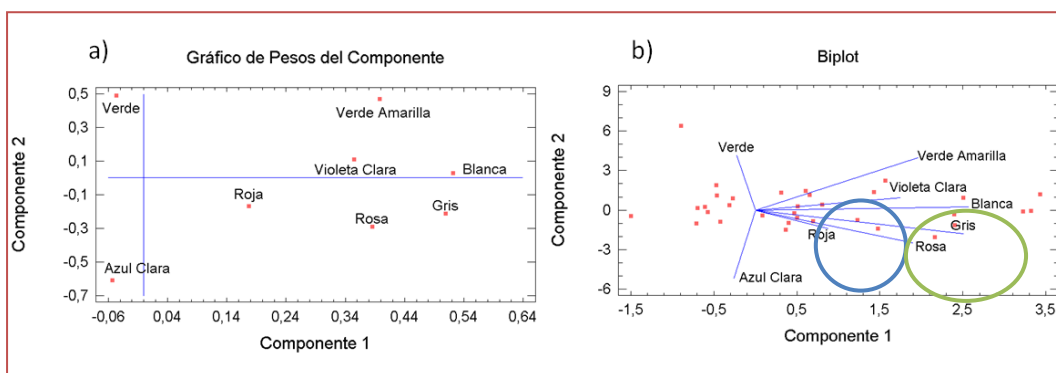 a)
Gráfico de Pesos del Componente
Componente 2
0,5
0,3
0,1
-0,1
-0,3
-0,5
-0,7
Verde
Verde Amarilla
Violeta Clara
Blanca
Roja
Rosa
Gris
Azul Clara
-0,06 0,04 0,14 0,24 0,34 0,44 0,54 0,64
Componente 1
b)
Biplot
Componente 2
9
6
3
0
-3
-6
Verde
Verde Amarilla
Violeta Clara
Blanca
Gris
Roja
Rosa
Azul Clara
-1,5 -0,5 0,5 1,5 2,5 3,5
Componente 1